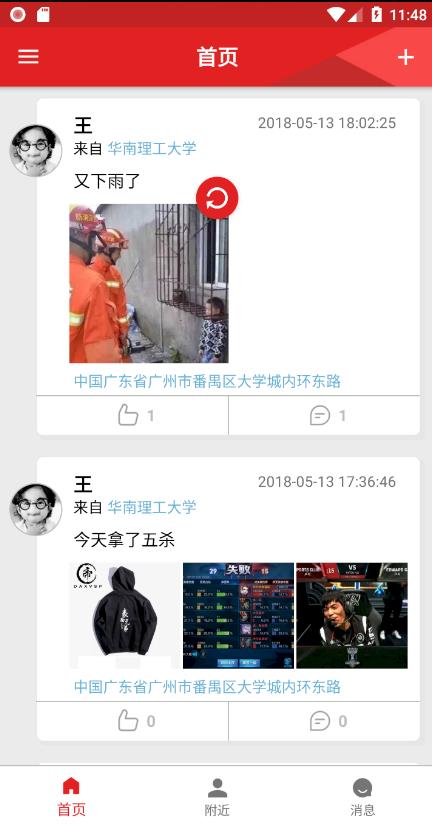 11:48
首页
王
2018-05-13 18:02:25
来自 华南理工大学
又下雨了
中国广东省广州市番禺区大学城内环东路
1
1
王
2018-05-13 17:36:46
来自 华南理工大学
今天拿了五杀
29 失败 15
:15 VS
中国广东省广州市番禺区大学城内环东路
0
0
首页
附近
消息